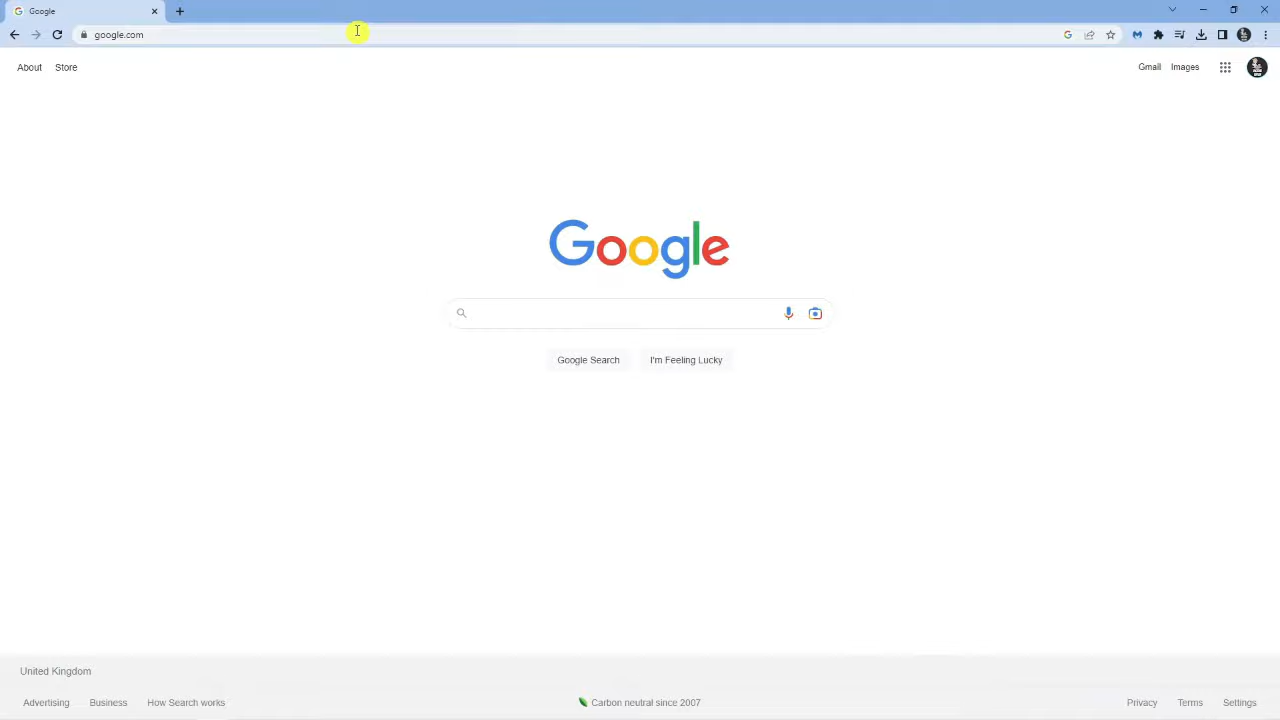 Google
google.com
About Store Gmail Images
Google
Google Search I'm Feeling Lucky
United Kingdom
Advertising Business How Search works Carbon neutral since 2007 Privacy Terms Settings